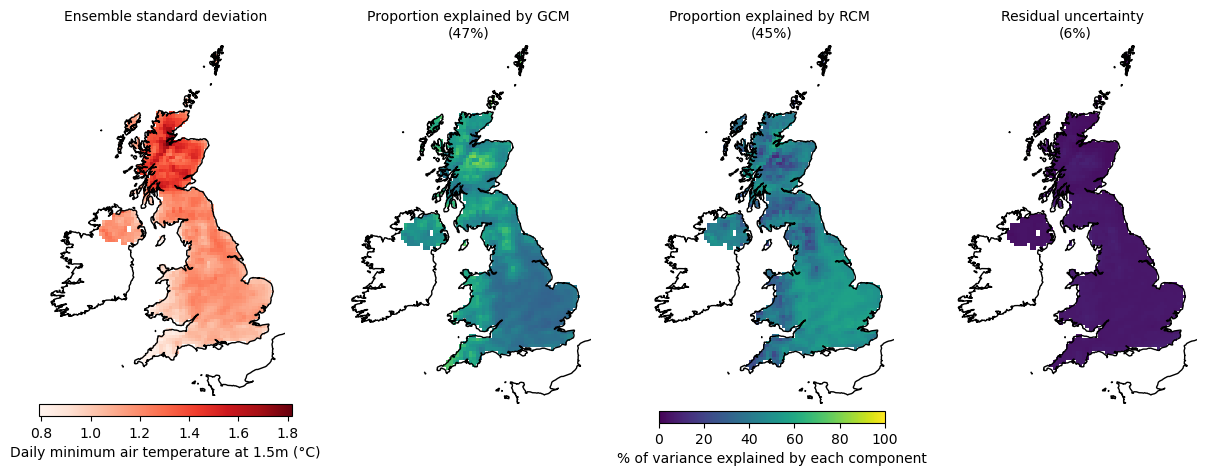 Ensemble standard deviation
Proportion explained by GCM
(47%)
Proportion explained by RCM
(45%)
Residual uncertainty
(6%)
0.8 1.0 1.2 1.4 1.6 1.8
Daily minimum air temperature at 1.5m (°C)
0 20 40 60 80 100
% of variance explained by each component